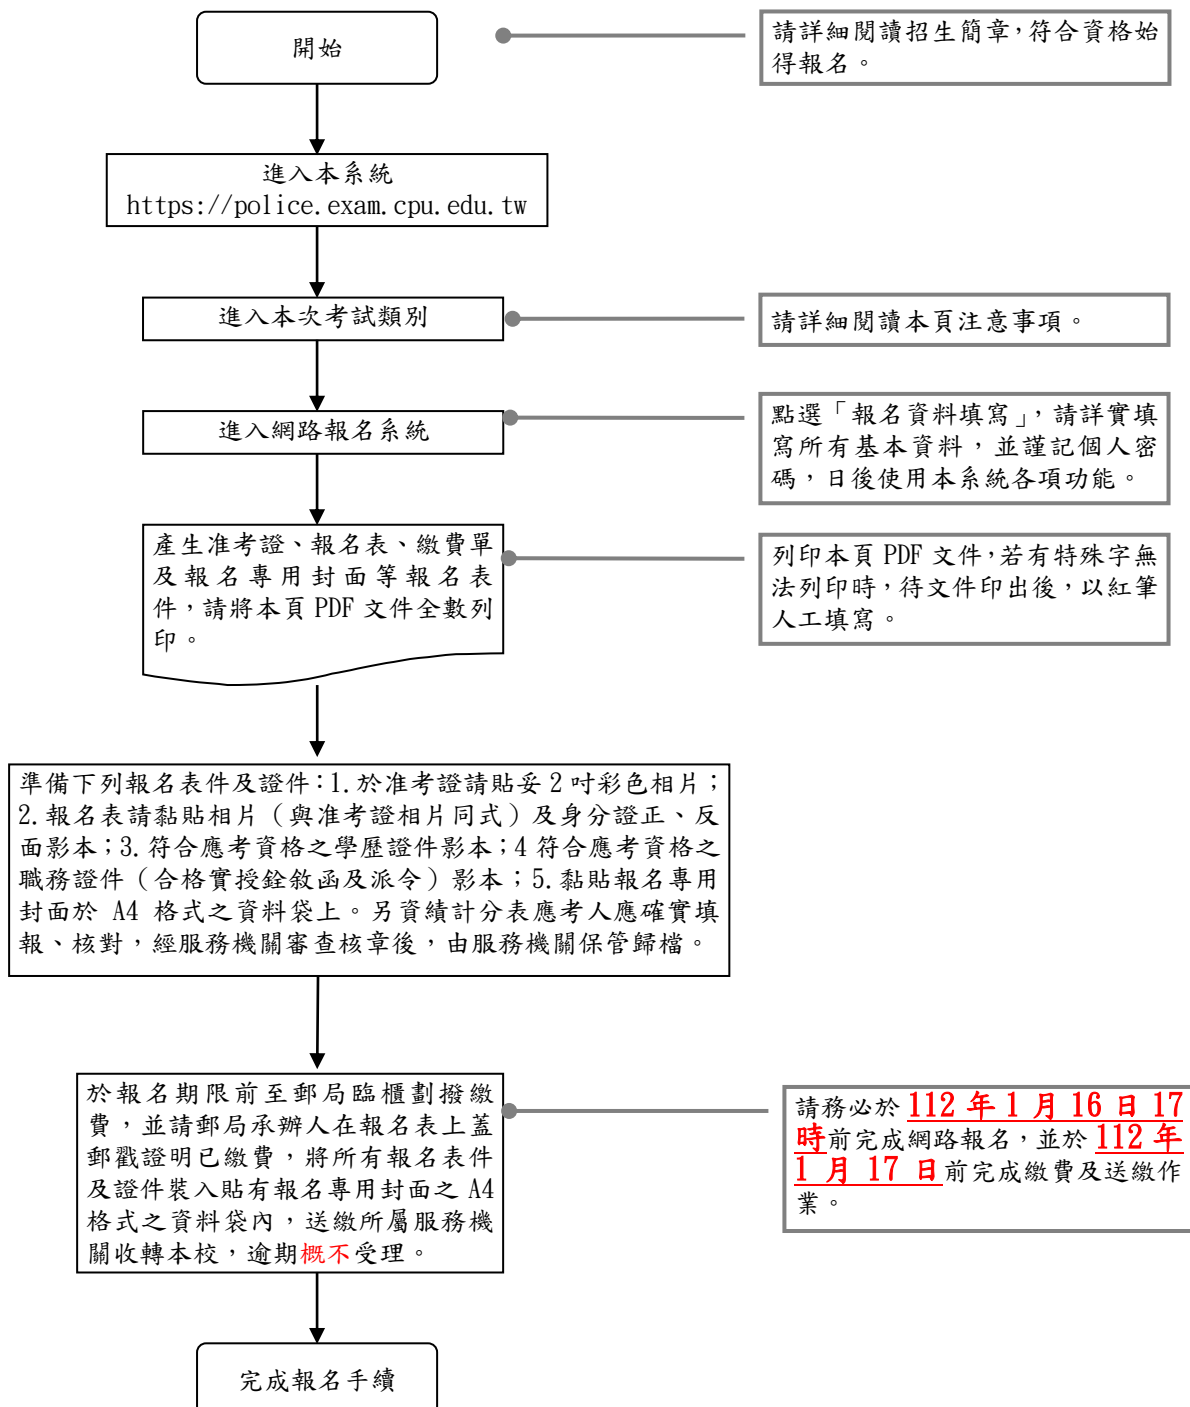 開始
請詳細閱讀招生簡章，符合資格始
得報名。
進入本系統
https://police.exam.cpu.edu.tw
進入本次考試類別
請詳細閱讀本頁注意事項。
進入網路報名系統
點選「報名資料填寫」，請詳實填
寫所有基本資料，並謹記個人密
碼，日後使用本系統各項功能。
產生准考證、報名表、繳費單
及報名專用封面等報名表
件，請將本頁 PDF 文件全數列
印。
列印本頁 PDF 文件，若有特殊字無
法列印時，待文件印出後，以紅筆
人工填寫。
準備下列報名表件及證件：1.於准考證請貼妥 2 吋彩色相片；
2.報名表請黏貼相片（與准考證相片同式）及身分證正、反
面影本；3.符合應考資格之學歷證件影本；4 符合應考資格之
職務證件（合格實授銓敘函及派令）影本；5.黏貼報名專用
封面於 A4 格式之資料袋上。另資績計分表應考人應確實填
報、核對，經服務機關審查核章後，由服務機關保管歸檔。
於報名期限前至郵局臨櫃劃撥繳
費，並請郵局承辦人在報名表上蓋
郵戳證明已繳費，將所有報名表件
及證件裝入貼有報名專用封面之 A4
格式之資料袋內，送繳所屬服務機
關收轉本校，逾期概不受理。
請務必於 112 年 1 月 16 日 17
時前完成網路報名，並於 112 年
1 月 17 日前完成繳費及送繳作
業。
完成報名手續